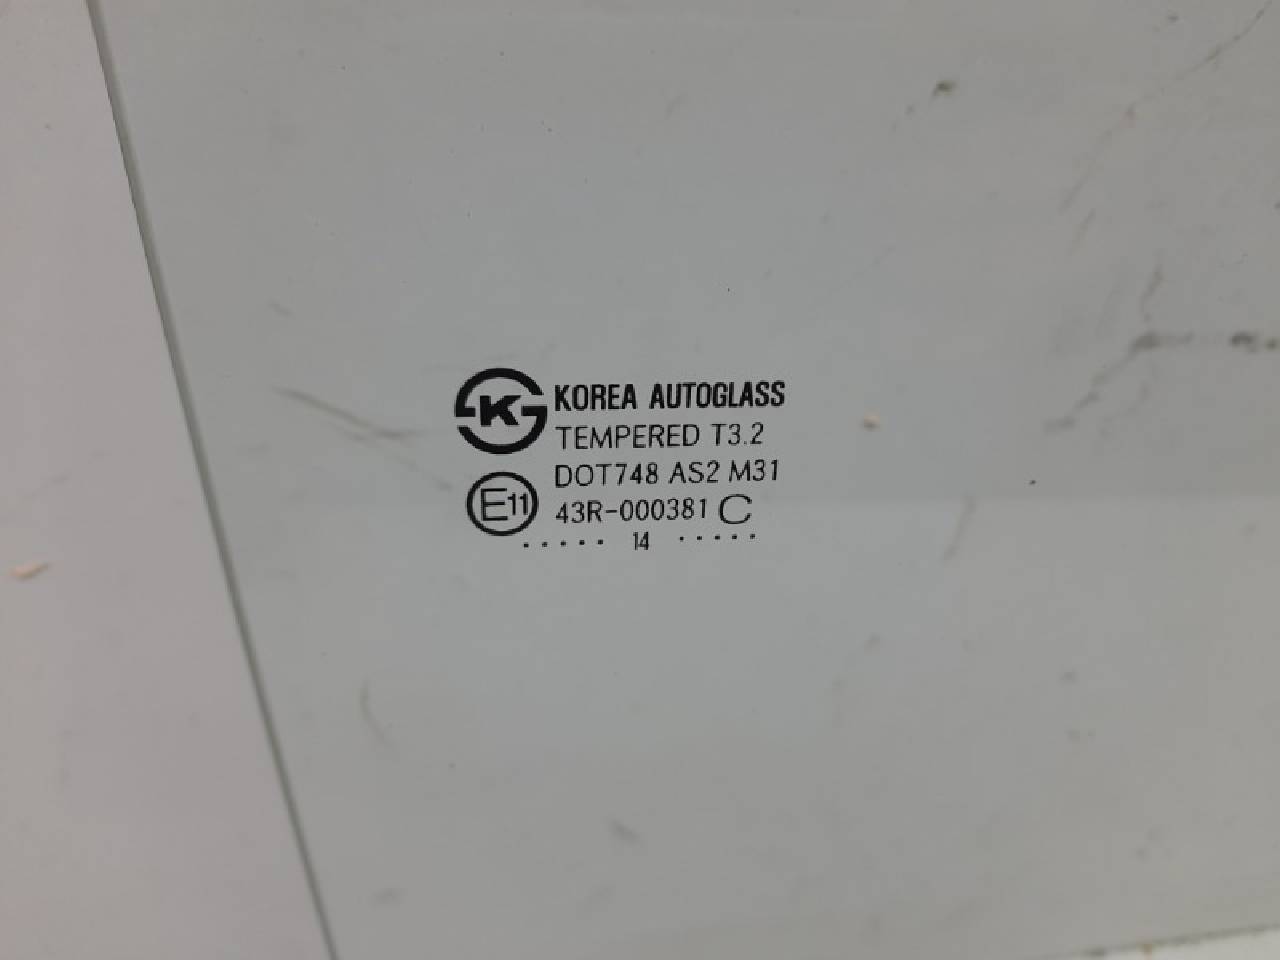 K KOREA AUTOGLASS
TEMPERED T3.2
DOT748 AS2 M31
E11 43R-000381 C
..... 14 .....